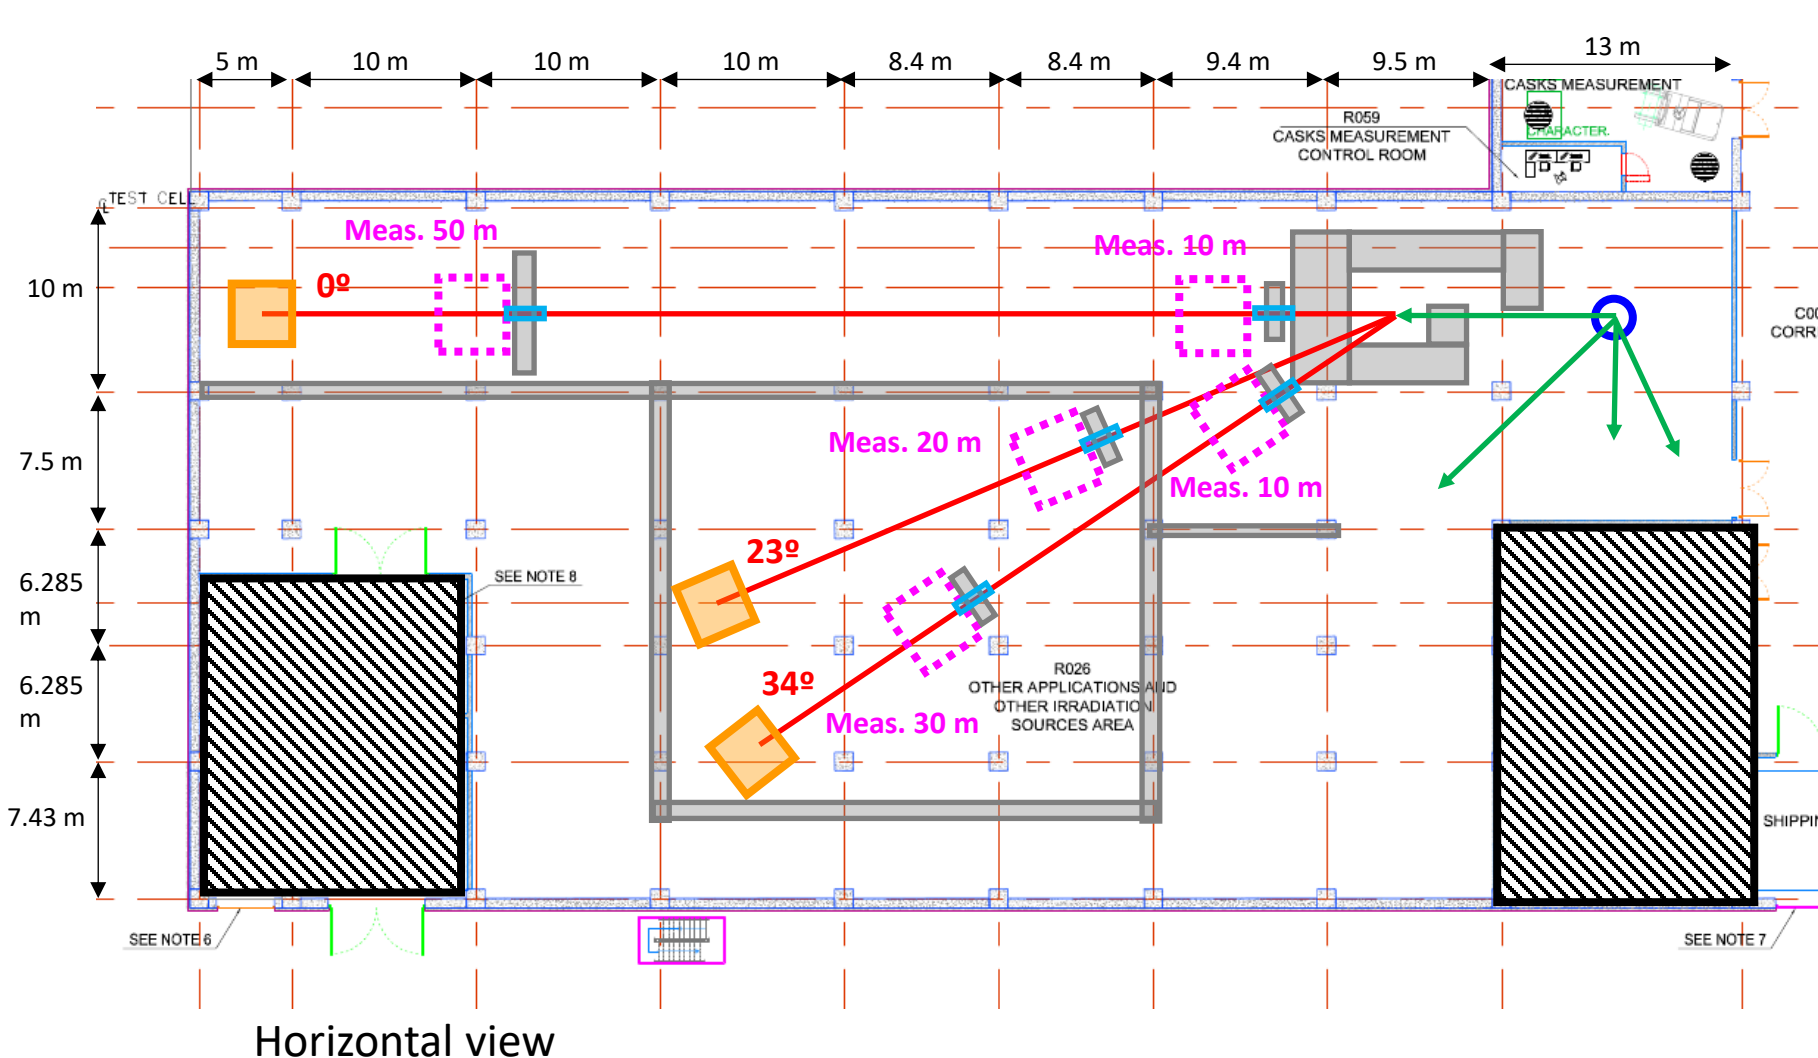 5 m
10 m
10 m
10 m
8.4 m
8.4 m
9.4 m
9.5 m
13 m
CASKS MEASUREMENT
R059
CASKS MEASUREMENT
CONTROL ROOM
CHARACTER.
TEST CELL
Meas. 50 m
Meas. 10 m
0º
10 m
Meas. 20 m
Meas. 10 m
7.5 m
23º
SEE NOTE 8
6.285
m
34º
R026
OTHER APPLICATIONS AND
OTHER IRRADIATION
SOURCES AREA
6.285
m
Meas. 30 m
7.43 m
SEE NOTE 6
SEE NOTE 7
Horizontal view